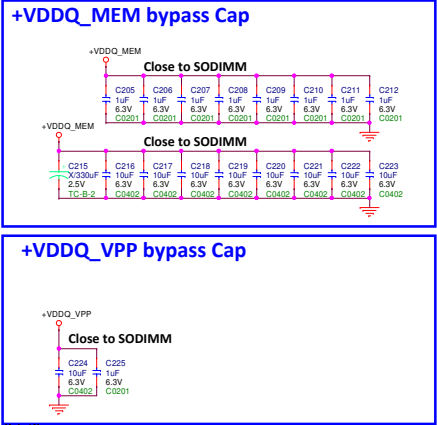 +VDDQ_MEM bypass Cap
+VDDQ_MEM
Close to SODIMM
C205 C206 C207 C208 C209 C210 C211 C212
1uF 1uF 1uF 1uF 1uF 1uF 1uF 1uF
6.3V 6.3V 6.3V 6.3V 6.3V 6.3V 6.3V 6.3V
C0201 C0201 C0201 C0201 C0201 C0201 C0201 C0201
+VDDQ_MEM
Close to SODIMM
C215 C216 C217 C218 C219 C220 C221 C222 C223
X/330uF 10uF 10uF 10uF 10uF 10uF 10uF 10uF 10uF
2.5V 6.3V 6.3V 6.3V 6.3V 6.3V 6.3V 6.3V 6.3V
TC-B-2 C0402 C0402 C0402 C0402 C0402 C0402 C0402 C0402
+VDDQ_VPP bypass Cap
+VDDQ_VPP
Close to SODIMM
C224 C225
10uF 1uF
6.3V 6.3V
C0402 C0201